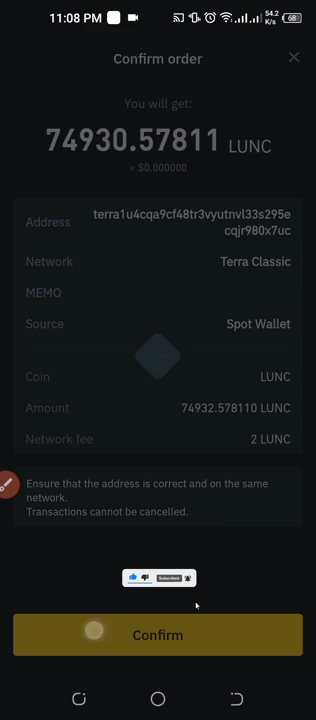 11:08 PM
54.2 K/s
68
Confirm order
You will get:
74930.57811 LUNC
≈ $0.000000
Address terra1u4cqa9cf48tr3vyutnvl33s295e
cqjr980x7uc
Network Terra Classic
MEMO
Source Spot Wallet
Coin LUNC
Amount 74932.578110 LUNC
Network fee 2 LUNC
Ensure that the address is correct and on the same
network.
Transactions cannot be cancelled.
Subscribed
Confirm